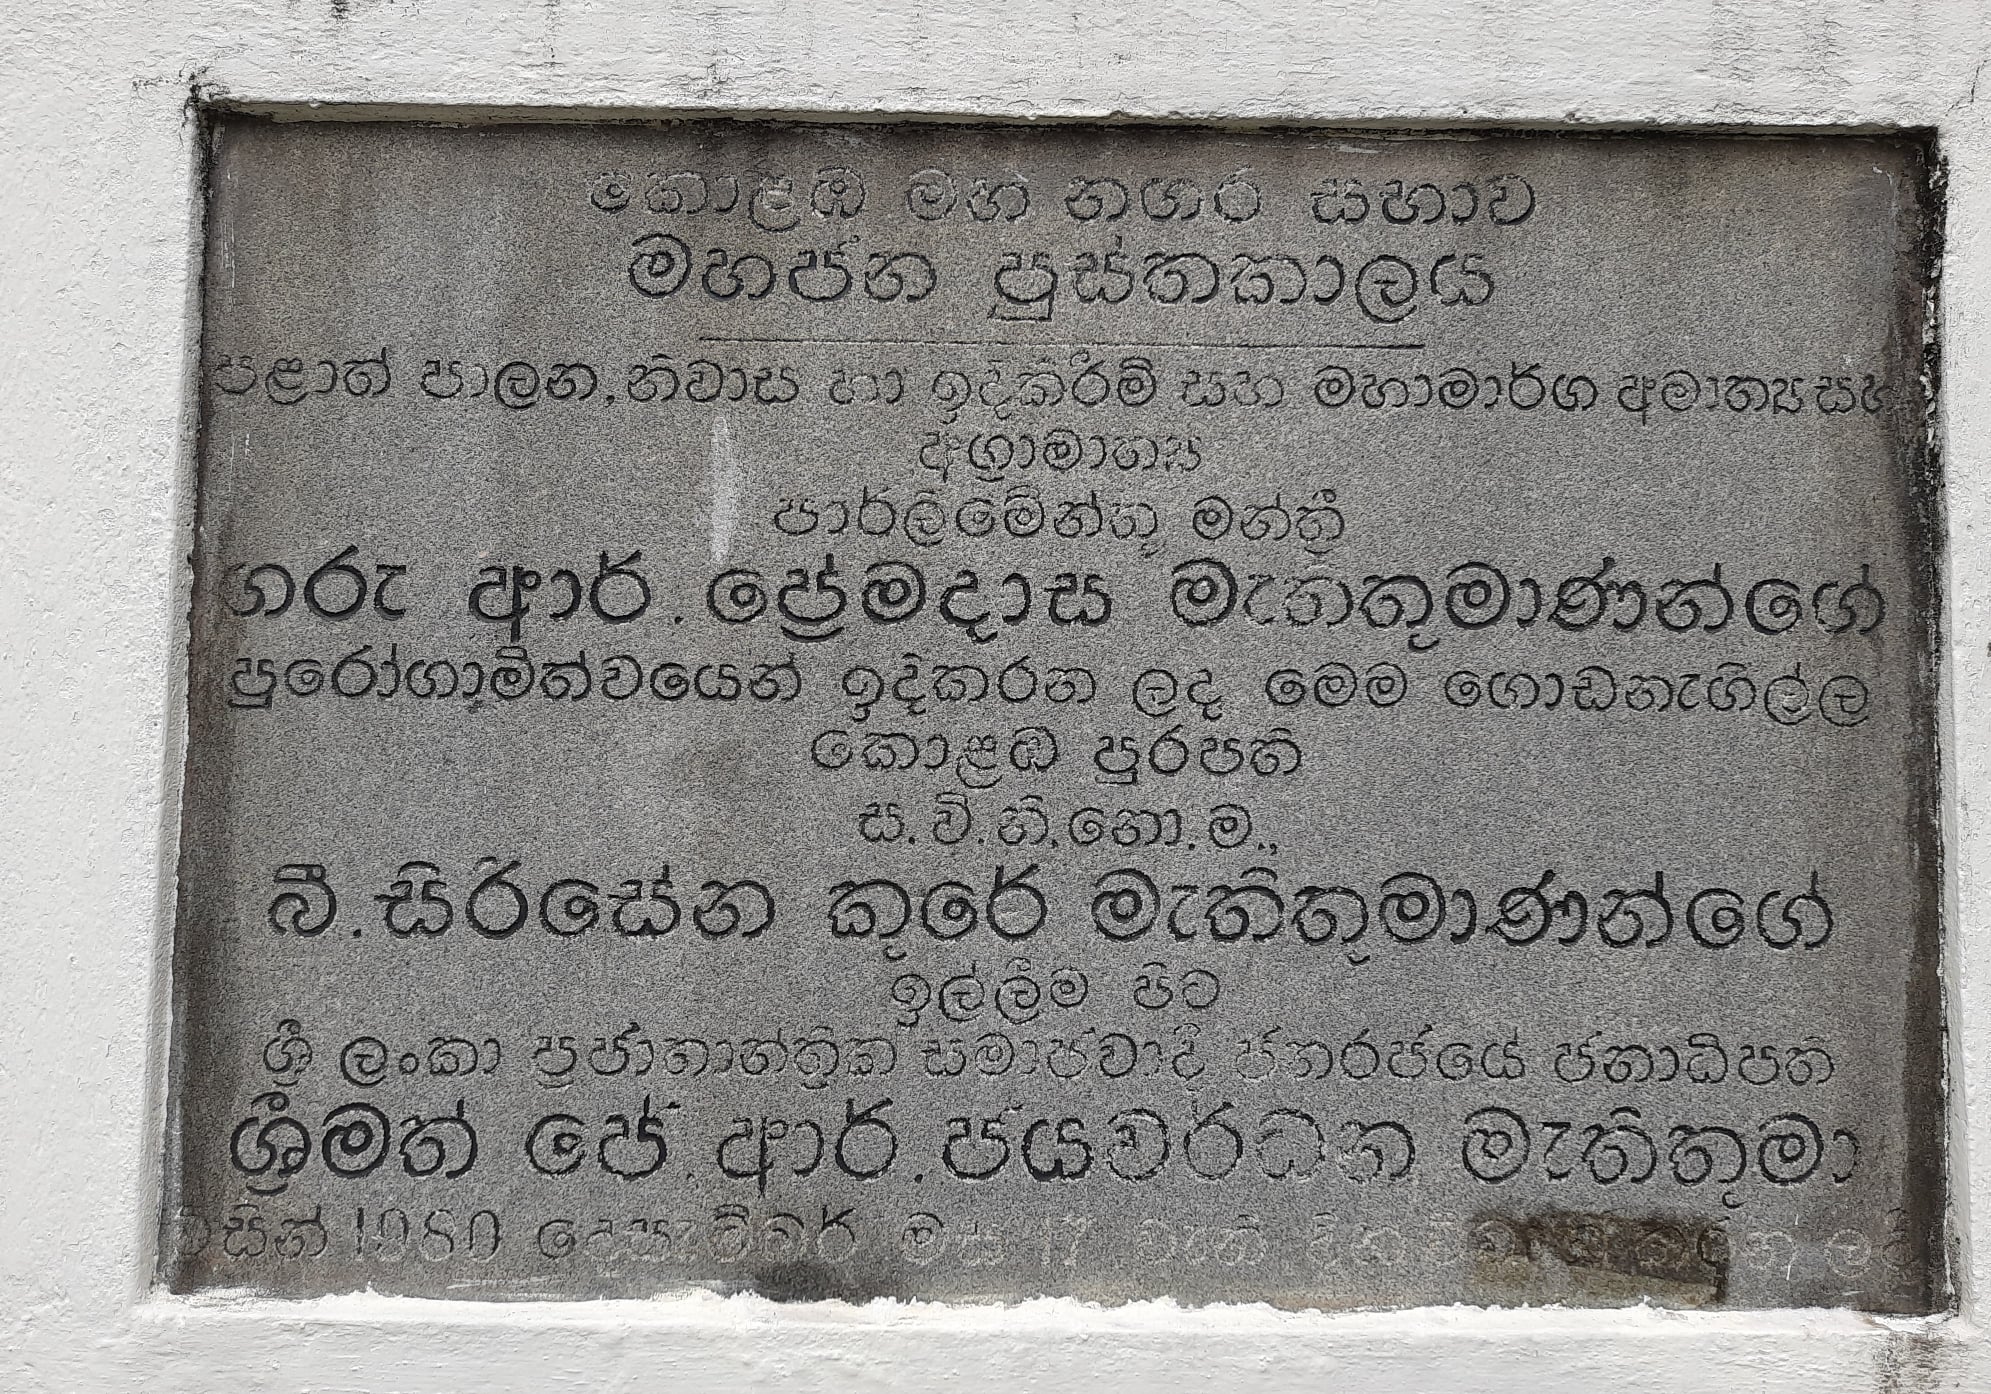 කොළඹ මහ නගර සභාව
මහජන පුස්තකාලය
පළාත් පාලන, නිවාස හා ඉදිකිරීම් සහ මහාමාර්ග අමාත්‍ය සහ
අග්‍රාමාත්‍ය
පාර්ලිමේන්තු මන්ත්‍රී
ගරු ආර්. ප්‍රේමදාස මැතිතුමාණන්ගේ
පුරෝගාමිත්වයෙන් ඉදිකරන ලද මෙම ගොඩනැගිල්ල
කොළඹ පුරපති
ස. වි. නි. නො. ම.,
බී. සිරිසේන කුරේ මැතිතුමාණන්ගේ
ඉල්ලීම පිට
ශ්‍රී ලංකා ප්‍රජාතාන්ත්‍රික සමාජවාදී ජනරජයේ ජනාධිපති
ශ්‍රීමත් ජේ. ආර්. ජයවර්ධන මැතිතුමා
විසින් 1980 දෙසැම්බර් මස 17 වැනි දින විවෘත කරන ලදී